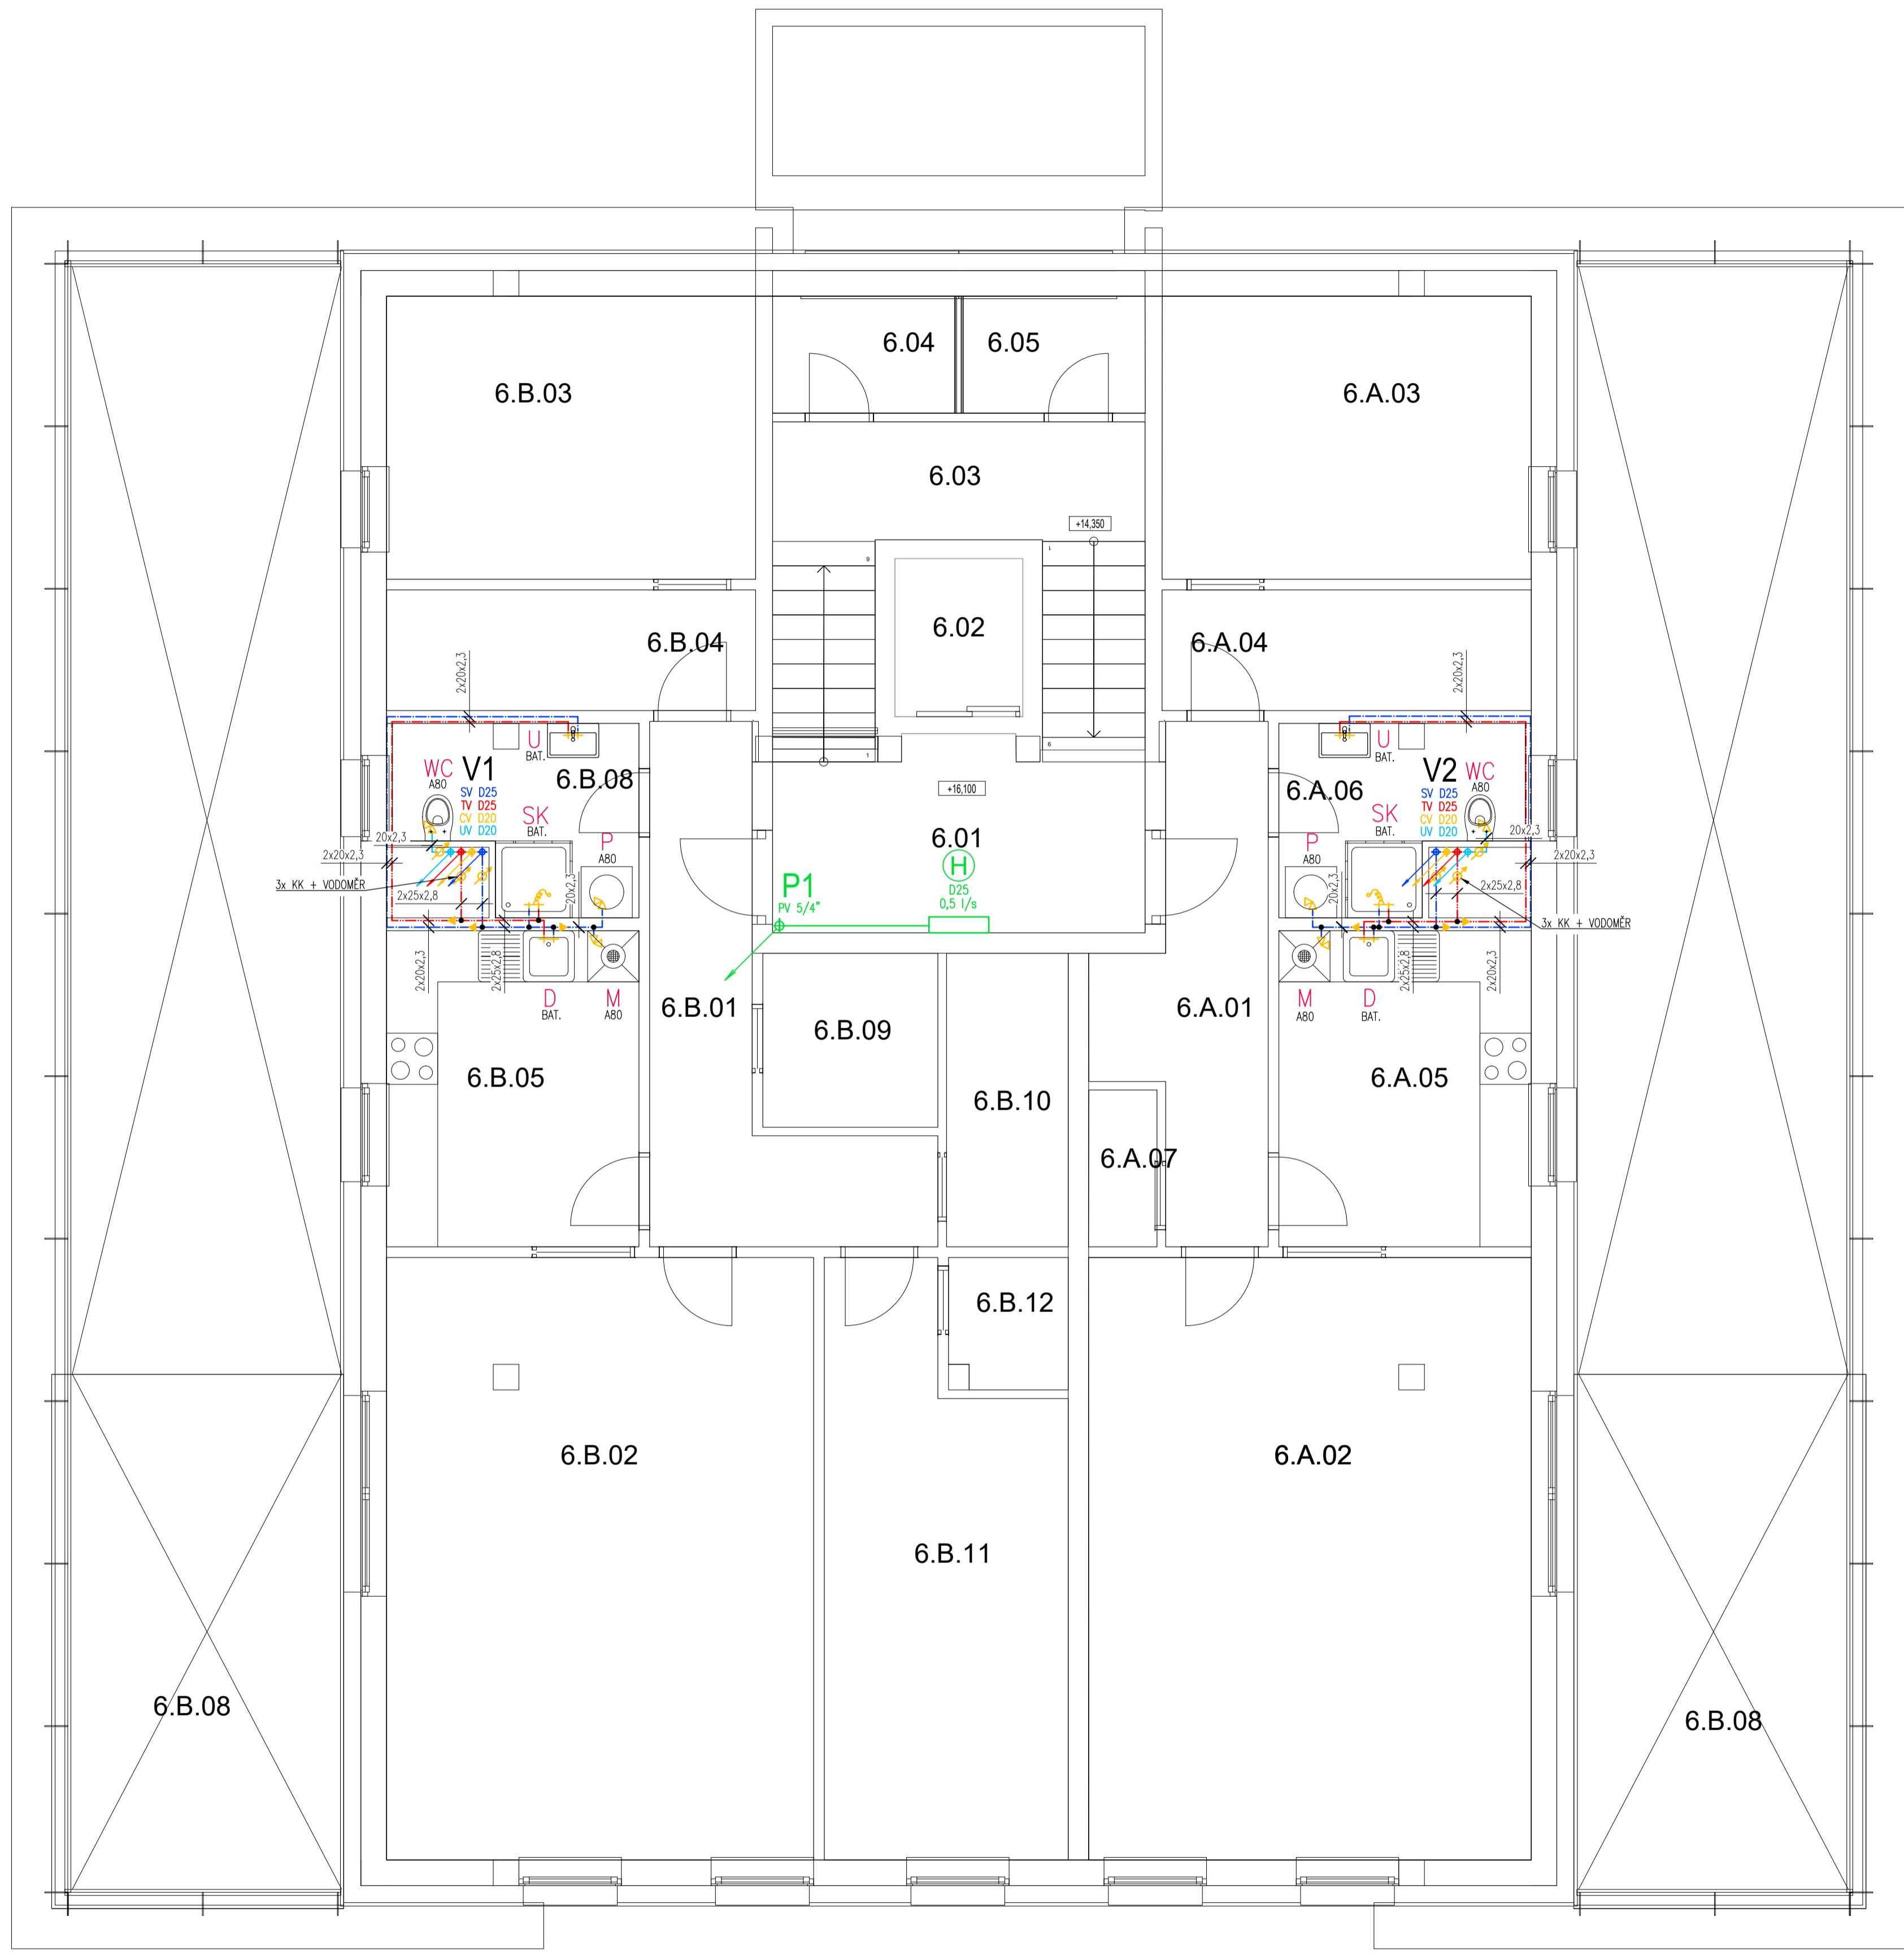 6.04
6.05
6.B.03
6.A.03
6.03
+14,350
9
1
6.02
6.B.04
6.A.04
2x20x2,3
2x20x2,3
1
6
U
BAT.
U
BAT.
WC
A80
V1
SV D25
TV D25
CV D20
UV D20
6.B.08
SK
BAT.
P
A80
20x2,3
2x20x2,3
3x KK + VODOMĚR
2x25x2,8
20x2,3
+16,100
6.01
H
D25
0,5 l/s
P1
PV 5/4"
6.A.06
V2
SV D25
TV D25
CV D20
UV D20
WC
A80
SK
BAT.
P
A80
20x2,3
2x20x2,3
2x25x2,8
3x KK + VODOMĚR
20x2,3
2x20x2,3
2x25x2,8
D
BAT.
M
A80
M
A80
D
BAT.
2x25x2,8
2x20x2,3
6.B.01
6.B.09
6.A.01
6.B.05
6.B.10
6.A.05
6.A.07
6.B.12
6.B.02
6.A.02
6.B.11
6.B.08
6.B.08